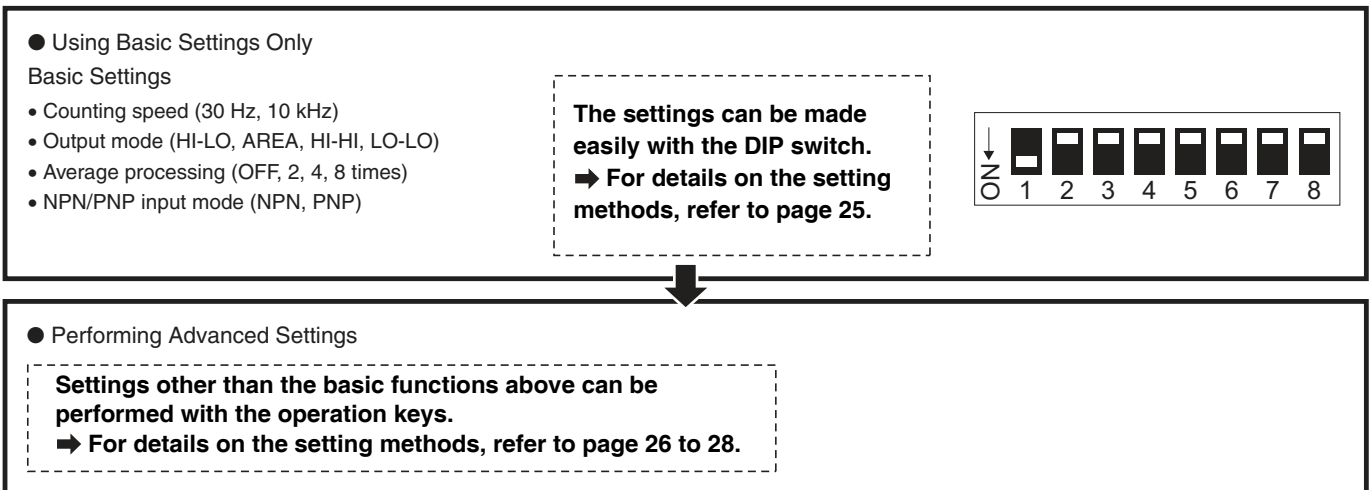 ● Using Basic Settings Only
Basic Settings
• Counting speed (30 Hz, 10 kHz)
• Output mode (HI-LO, AREA, HI-HI, LO-LO)
• Average processing (OFF, 2, 4, 8 times)
• NPN/PNP input mode (NPN, PNP)
The settings can be made
easily with the DIP switch.
➡ For details on the setting
methods, refer to page 25.
ON
1 2 3 4 5 6 7 8
● Performing Advanced Settings
Settings other than the basic functions above can be
performed with the operation keys.
➡ For details on the setting methods, refer to page 26 to 28.